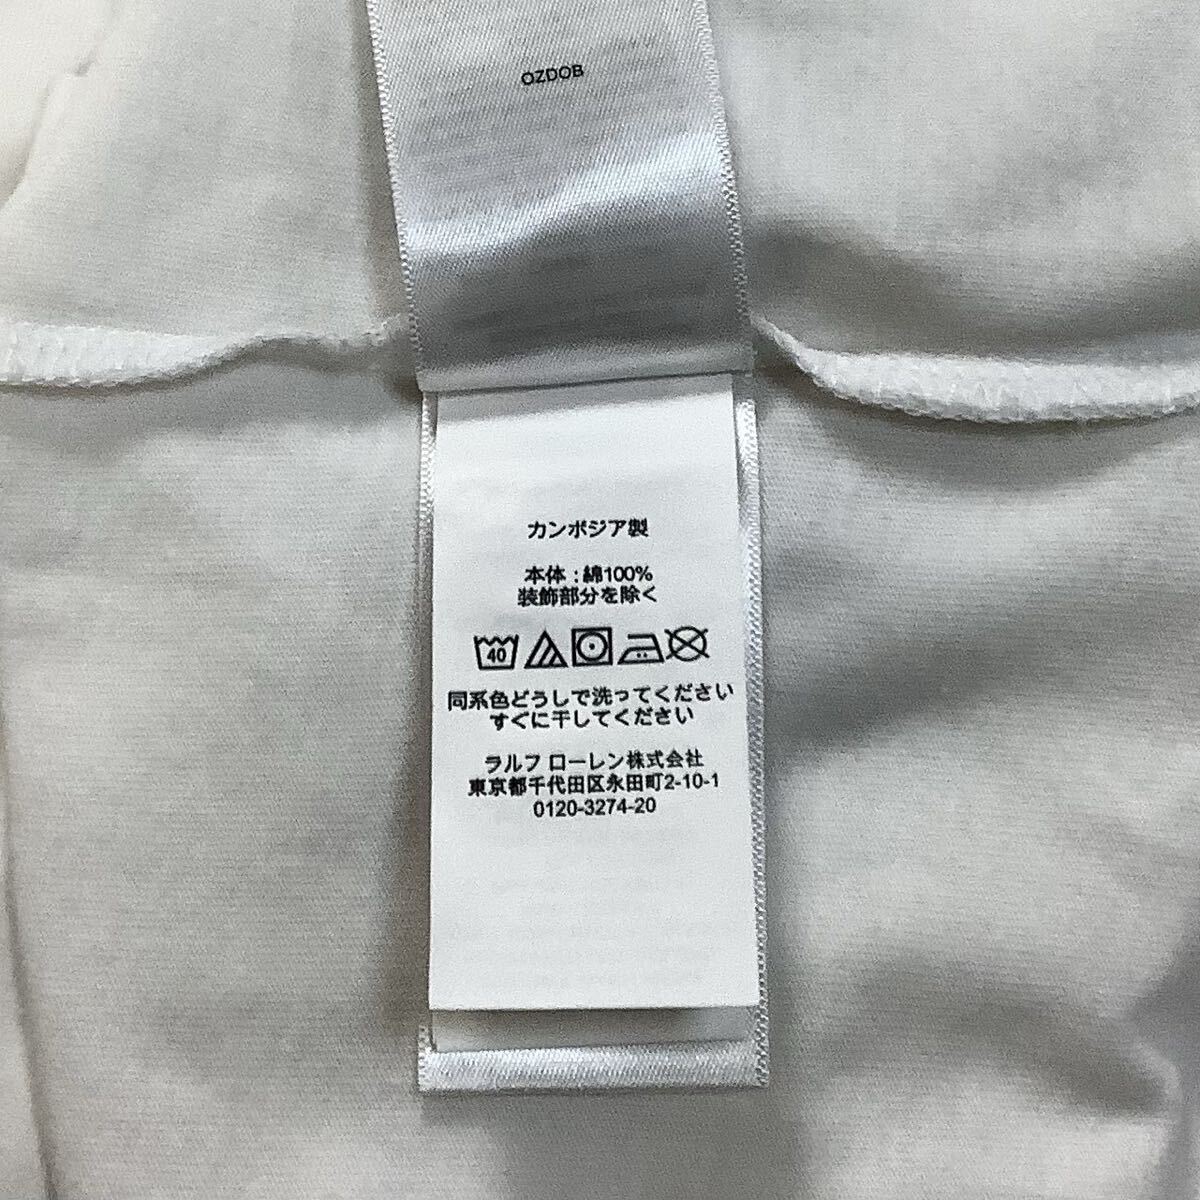 OZDOB
カンボジア製
本体 : 綿100%
装飾部分を除く
40
同系色どうしで洗ってください
すぐに干してください
ラルフ ローレン株式会社
東京都千代田区永田町2-10-1
0120-3274-20